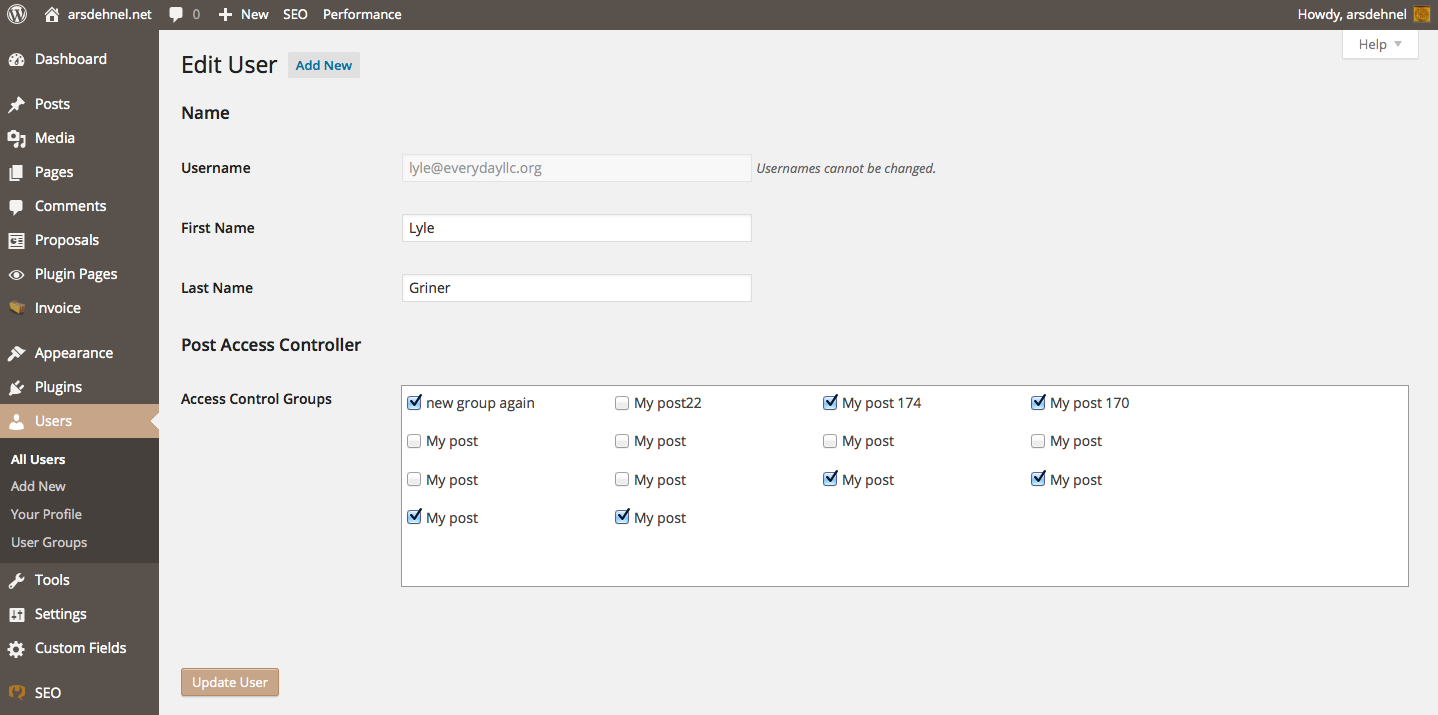 arsdehnel.net 0 New SEO Performance Howdy, arsdehnel
Help
Dashboard
Posts
Media
Pages
Comments
Proposals
Plugin Pages
Invoice
Appearance
Plugins
Users
All Users
Add New
Your Profile
User Groups
Tools
Settings
Custom Fields
SEO
Edit User Add New
Name
Username lyle@everydayllc.org Usernames cannot be changed.
First Name Lyle
Last Name Griner
Post Access Controller
Access Control Groups
new group again My post22 My post 174 My post 170
My post My post My post My post
My post My post My post My post
My post My post
Update User